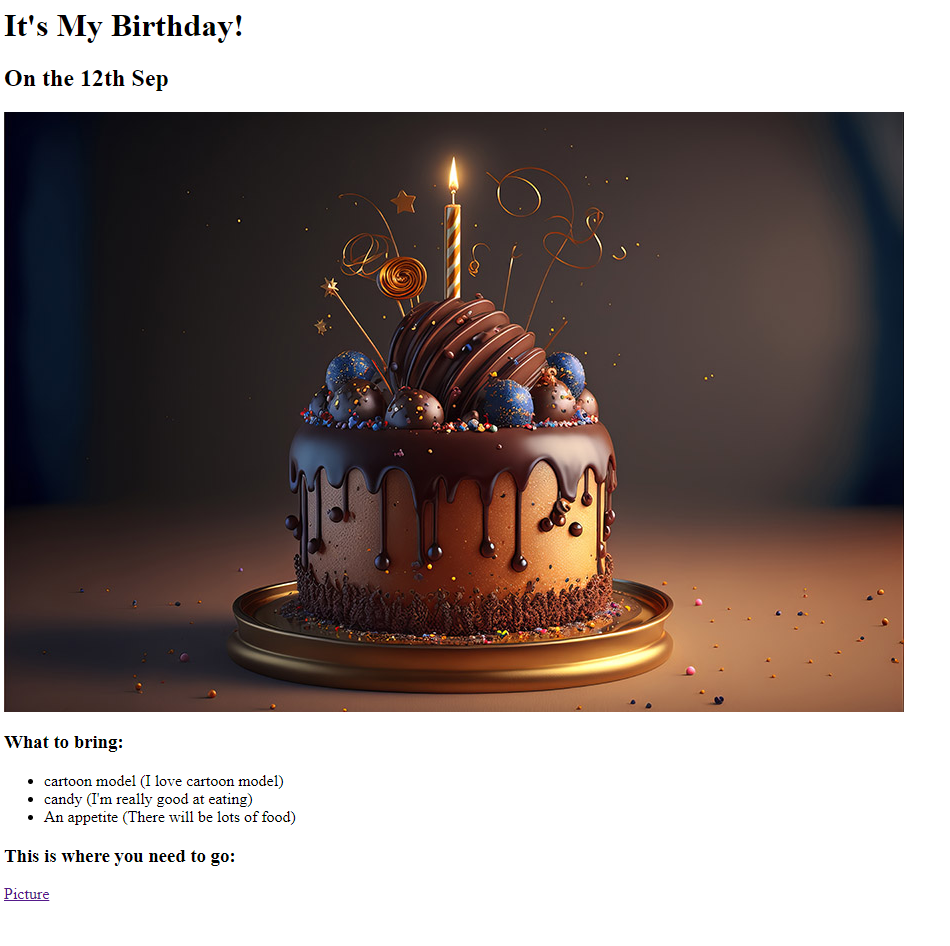 It's My Birthday!
On the 12th Sep
What to bring:
cartoon model (I love cartoon model)
candy (I'm really good at eating)
An appetite (There will be lots of food)
This is where you need to go:
Picture